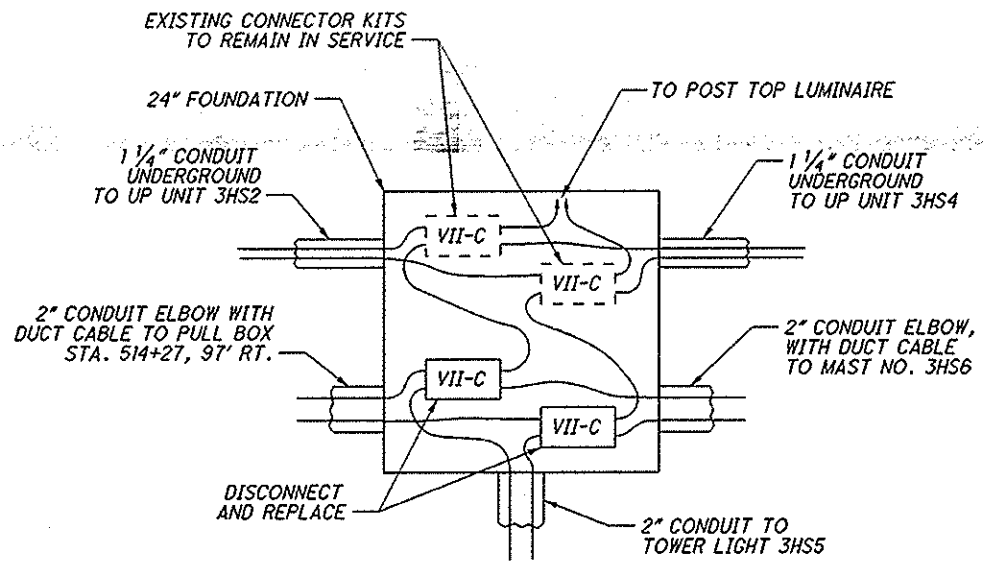 EXISTING CONNECTOR KITS
TO REMAIN IN SERVICE
24" FOUNDATION
TO POST TOP LUMINAIRE
1 1/4" CONDUIT
UNDERGROUND
TO UP UNIT 3HS2
1 1/4" CONDUIT
UNDERGROUND
TO UP UNIT 3HS4
VII-C
VII-C
2" CONDUIT ELBOW WITH
DUCT CABLE TO PULL BOX
STA. 514+27, 97' RT.
2" CONDUIT ELBOW,
WITH DUCT CABLE
TO MAST NO. 3HS6
VII-C
VII-C
DISCONNECT
AND REPLACE
2" CONDUIT TO
TOWER LIGHT 3HS5